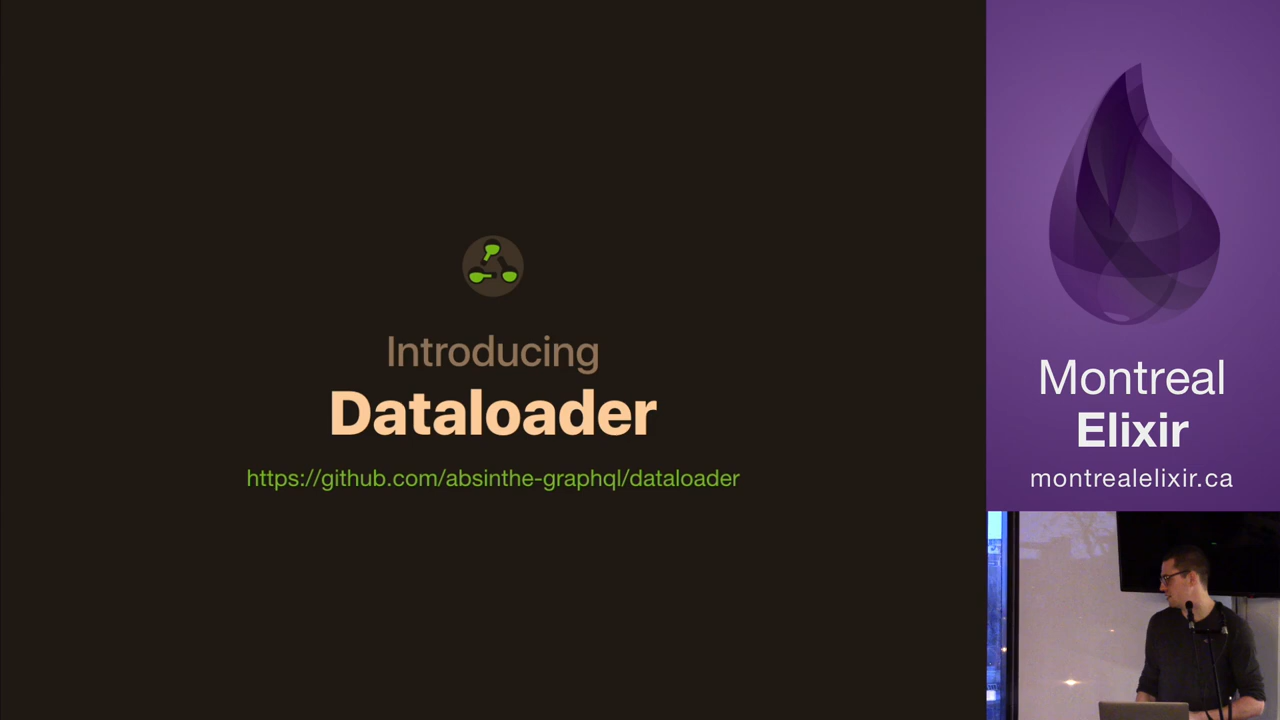 Introducing
Dataloader
https://github.com/absinthe-graphql/dataloader
Montreal
Elixir
montrealelixir.ca